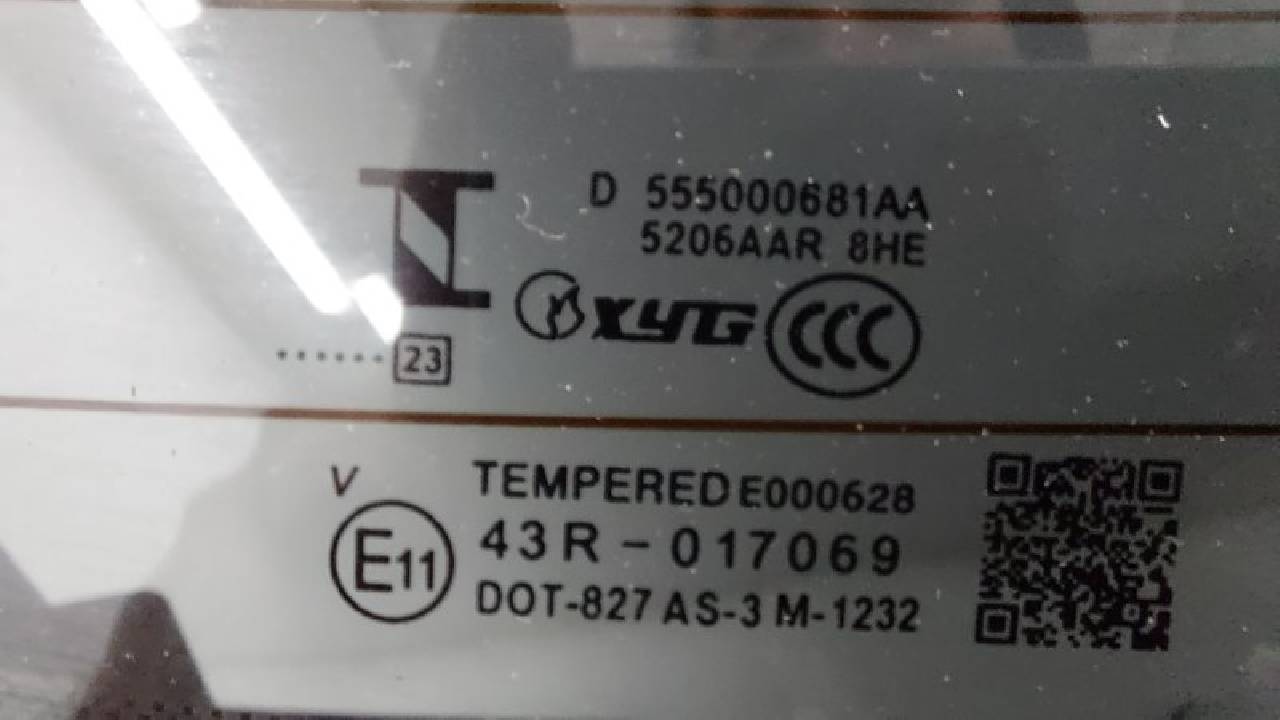 D 555000681AA
5206AAR 8HE
XYG CCC
......23
V
TEMPERED E000628
E11 43R-017069
DOT-827 AS-3 M-1232